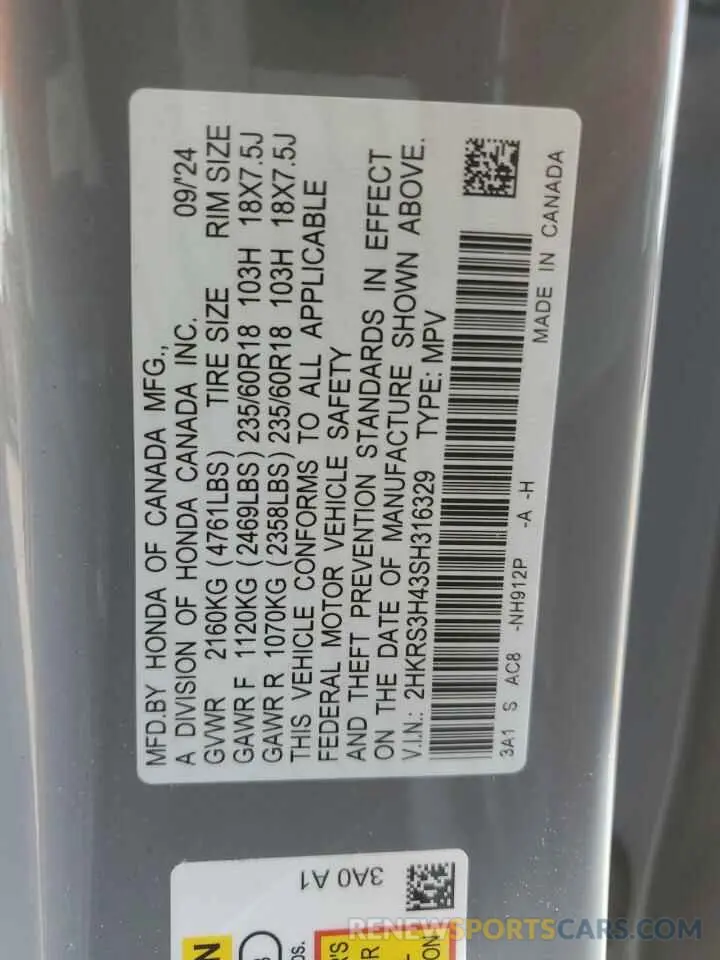 MFD.BY HONDA OF CANADA MFG.,
A DIVISION OF HONDA CANADA INC. 09/'24
GVWR 2160KG (4761LBS) TIRE SIZE RIM SIZE
GAWR F 1120KG (2469LBS) 235/60R18 103H 18X7.5J
GAWR R 1070KG (2358LBS) 235/60R18 103H 18X7.5J
THIS VEHICLE CONFORMS TO ALL APPLICABLE
FEDERAL MOTOR VEHICLE SAFETY
AND THEFT PREVENTION STANDARDS IN EFFECT
ON THE DATE OF MANUFACTURE SHOWN ABOVE.
V.I.N.: 2HKRS3H43SH316329 TYPE: MPV
3A1 S AC8 -NH912P -A -H
MADE IN CANADA
3A0 A1
RENEWSPORTSCARS.COM